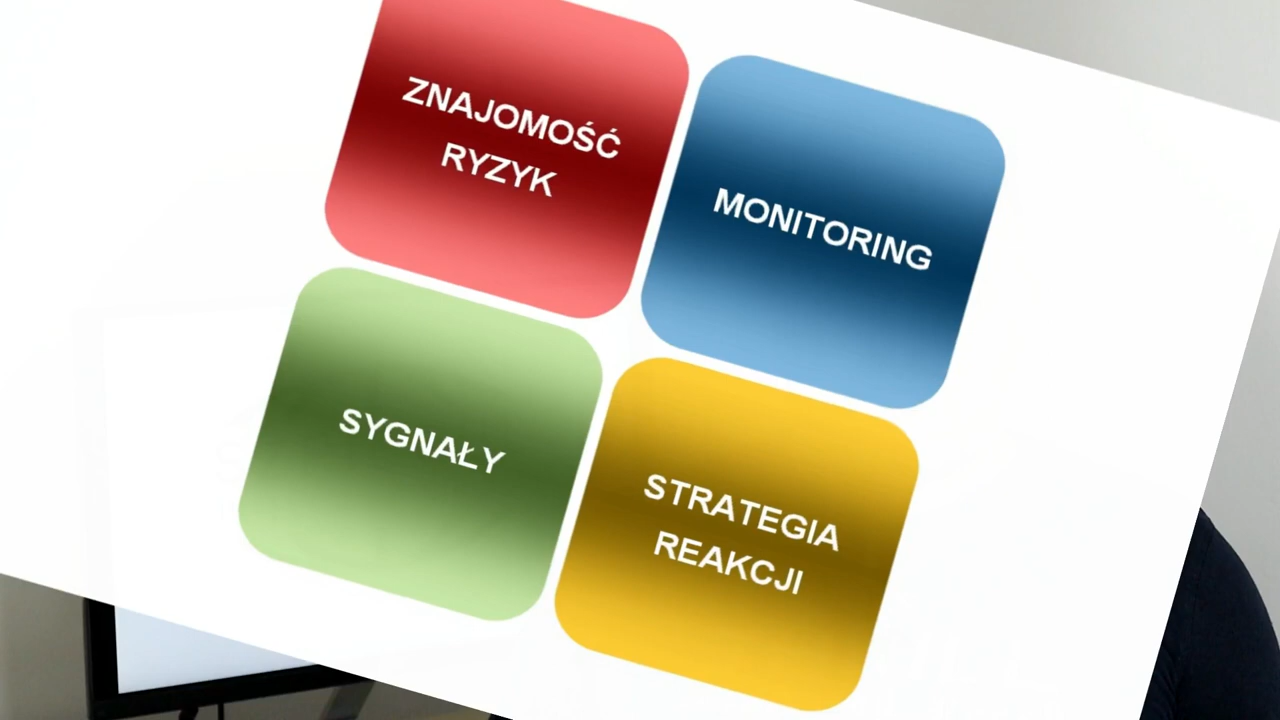 ZNAJOMOŚĆ
RYZYK
MONITORING
SYGNAŁY
STRATEGIA
REAKCJI